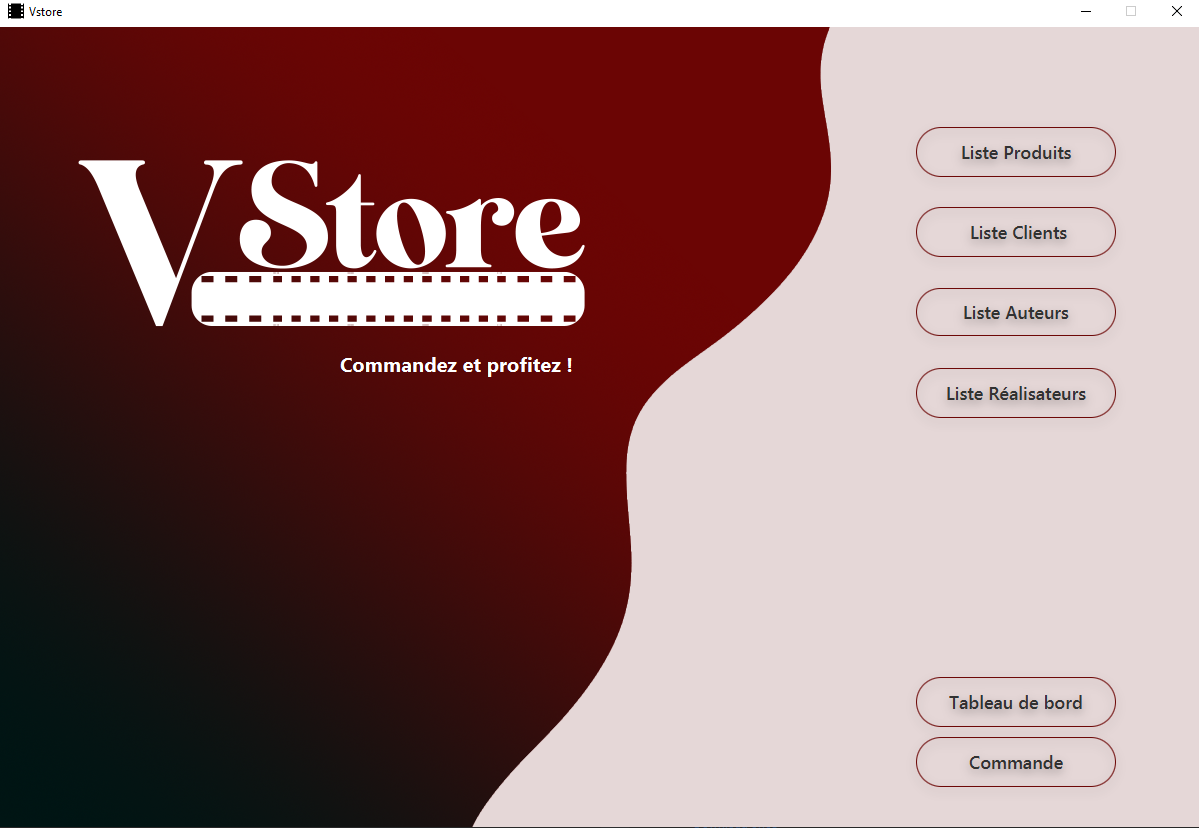 Vstore
VStore
Commandez et profitez !
Liste Produits
Liste Clients
Liste Auteurs
Liste Réalisateurs
Tableau de bord
Commande